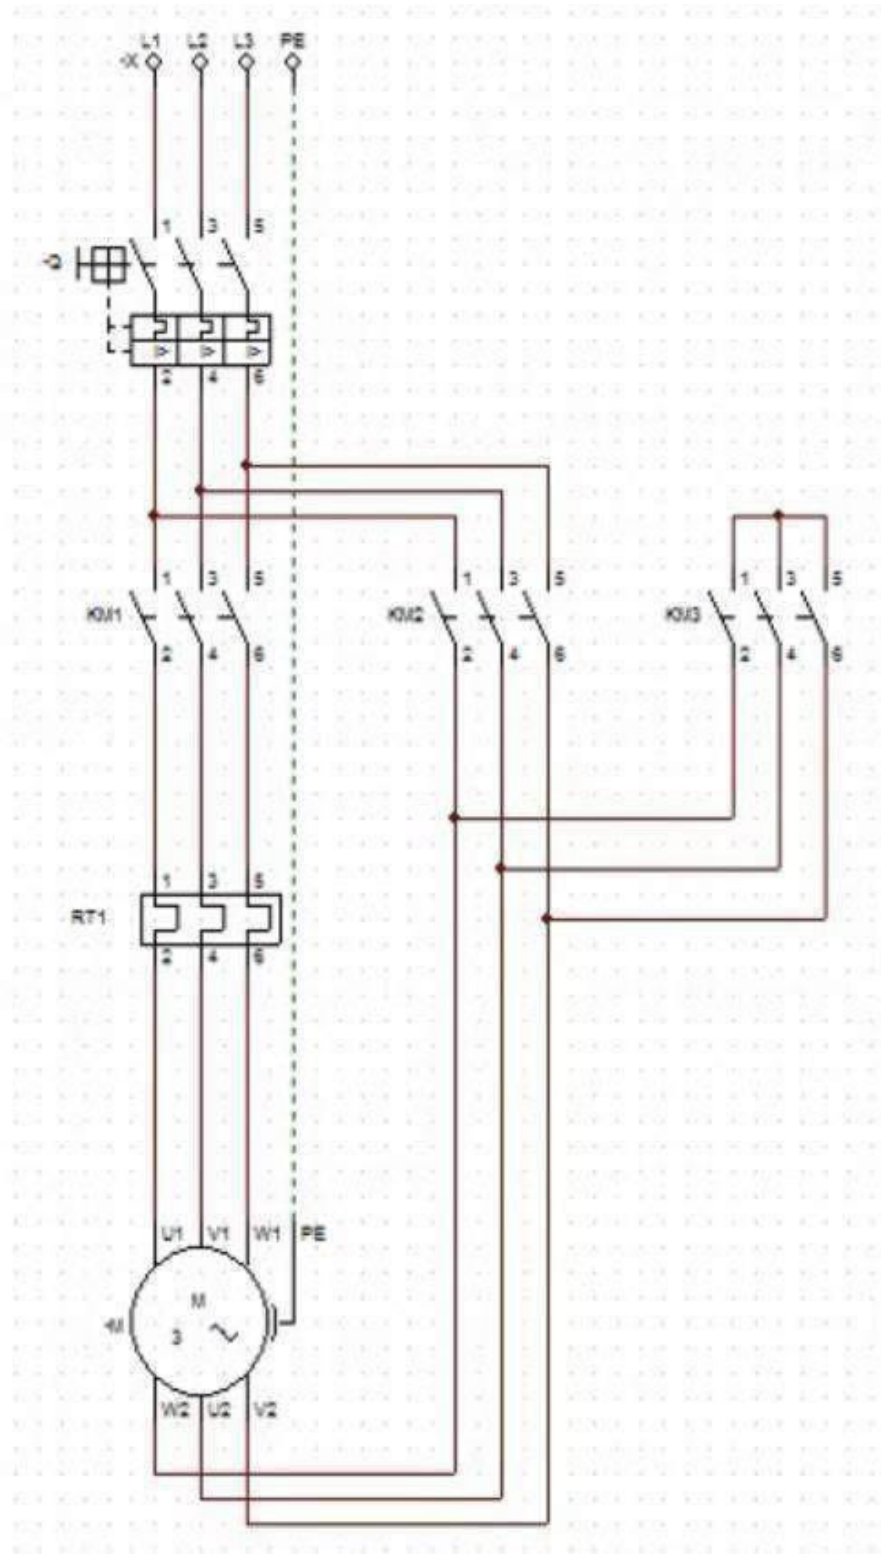 L1 L2 L3 PE
-X
1 3 5
-Q
2 4 6
1 3 5 1 3 5 1 3 5
KM1 KM2 KM3
2 4 6 2 4 6 2 4 6
1 3 5
RT1
2 4 6
U1 V1 W1 PE
M
-M 3 ~
W2 U2 V2